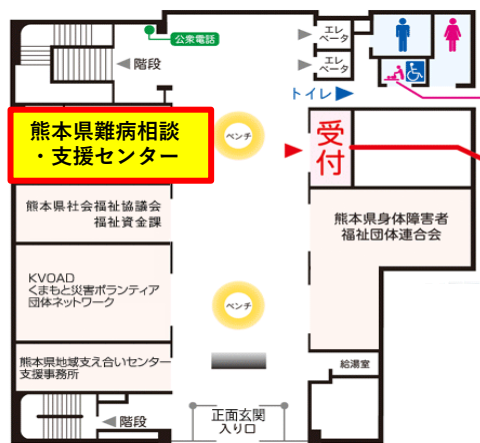 公衆電話
エレ
ベータ
階段
エレ
ベータ
トイレ
熊本県難病相談
・支援センター
ベンチ
受付
熊本県社会福祉協議会
福祉資金課
熊本県身体障害者
福祉団体連合会
KVOAD
くまもと災害ボランティア
団体ネットワーク
ベンチ
熊本県地域支え合いセンター
支援事務所
給湯室
階段
正面玄関
入り口